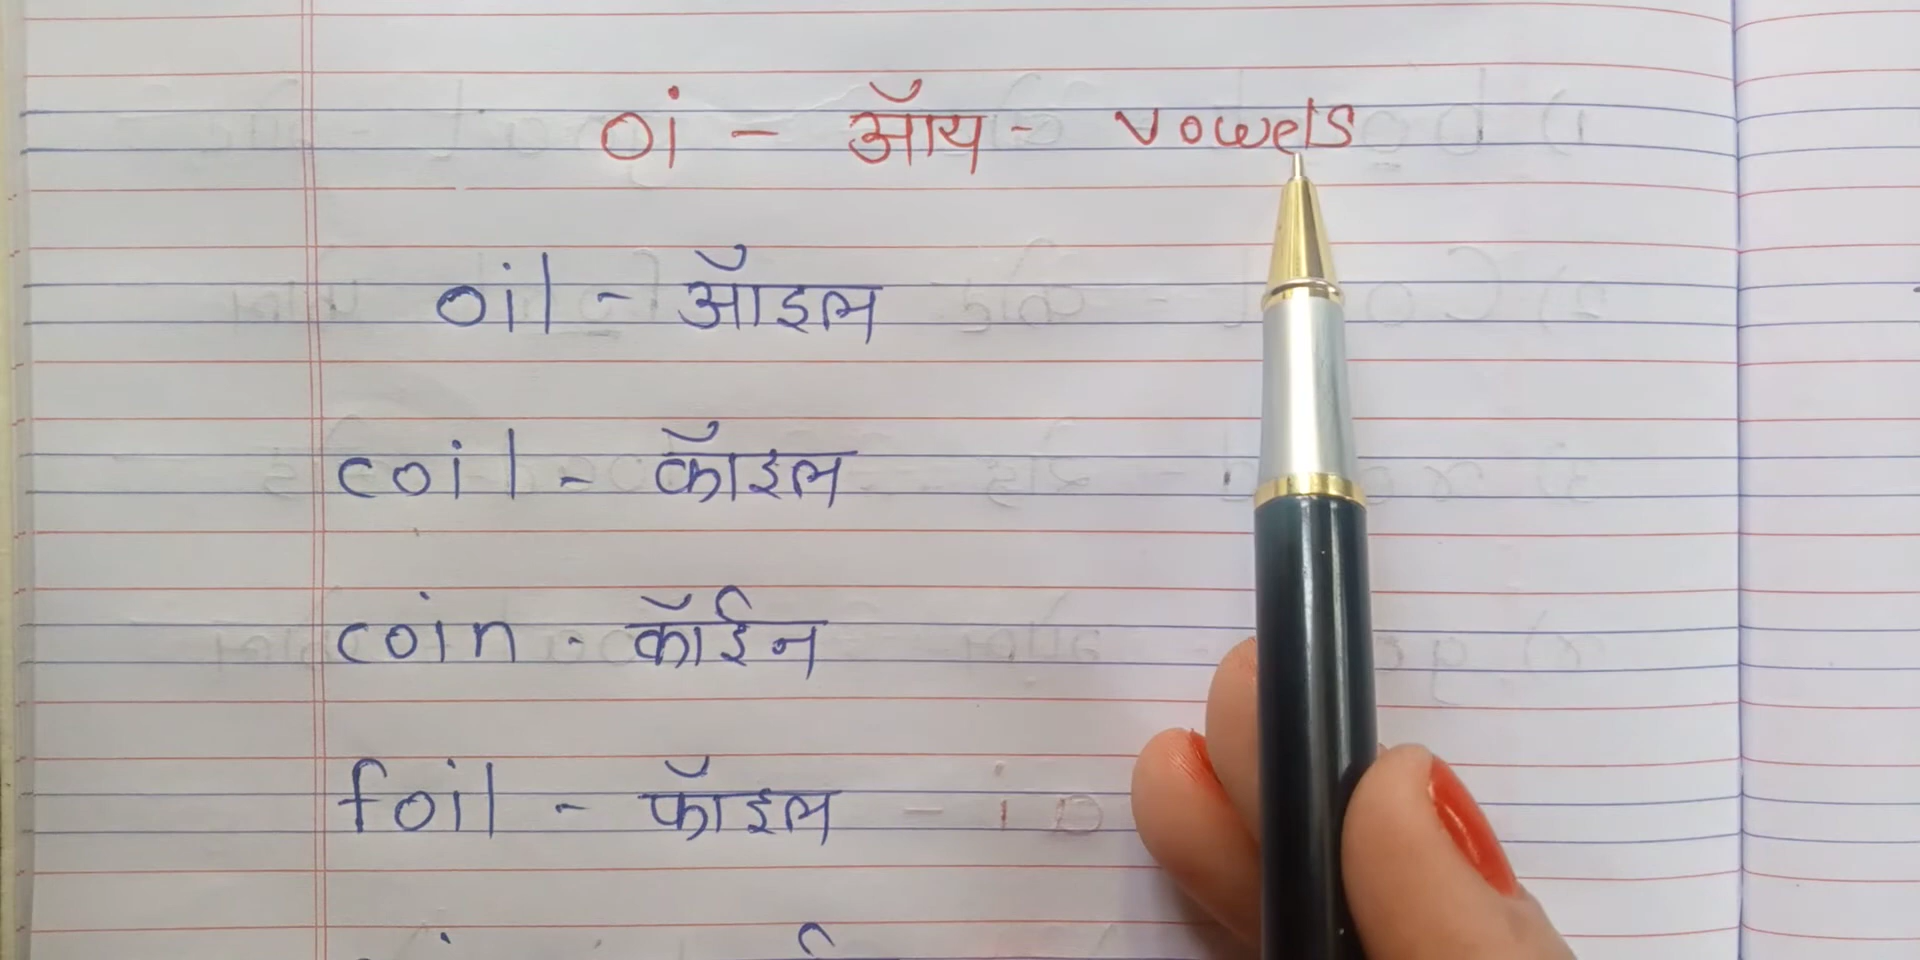 oi - ऑय - vowels
oil - ऑइल
coil - कॉइल
coin - कॉईन
foil - फॉइल